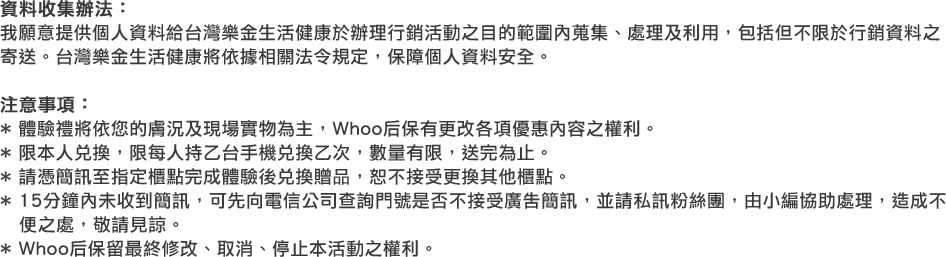 資料收集辦法：
我願意提供個人資料給台灣樂金生活健康於辦理行銷活動之目的範圍內蒐集、處理及利用，包括但不限於行銷資料之
寄送。台灣樂金生活健康將依據相關法令規定，保障個人資料安全。
注意事項：
* 體驗禮將依您的膚況及現場實物為主，Whoo后保有更改各項優惠內容之權利。
* 限本人兌換，限每人持乙台手機兌換乙次，數量有限，送完為止。
* 請憑簡訊至指定櫃點完成體驗後兌換贈品，恕不接受更換其他櫃點。
* 15分鐘內未收到簡訊，可先向電信公司查詢門號是否不接受廣告簡訊，並請私訊粉絲團，由小編協助處理，造成不
便之處，敬請見諒。
* Whoo后保留最終修改、取消、停止本活動之權利。